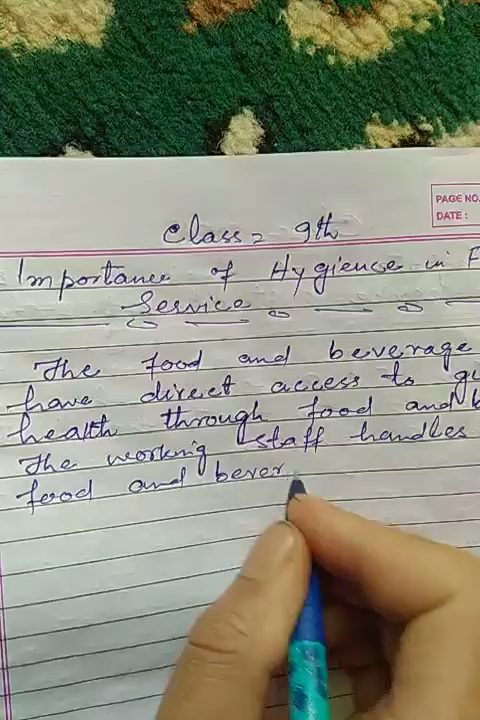 PAGE NO.
DATE :
Class = 9th
Importance of Hygience in F
Service
The food and beverage
have direct access to gu
health through food and b
The working staff handles
food and bever